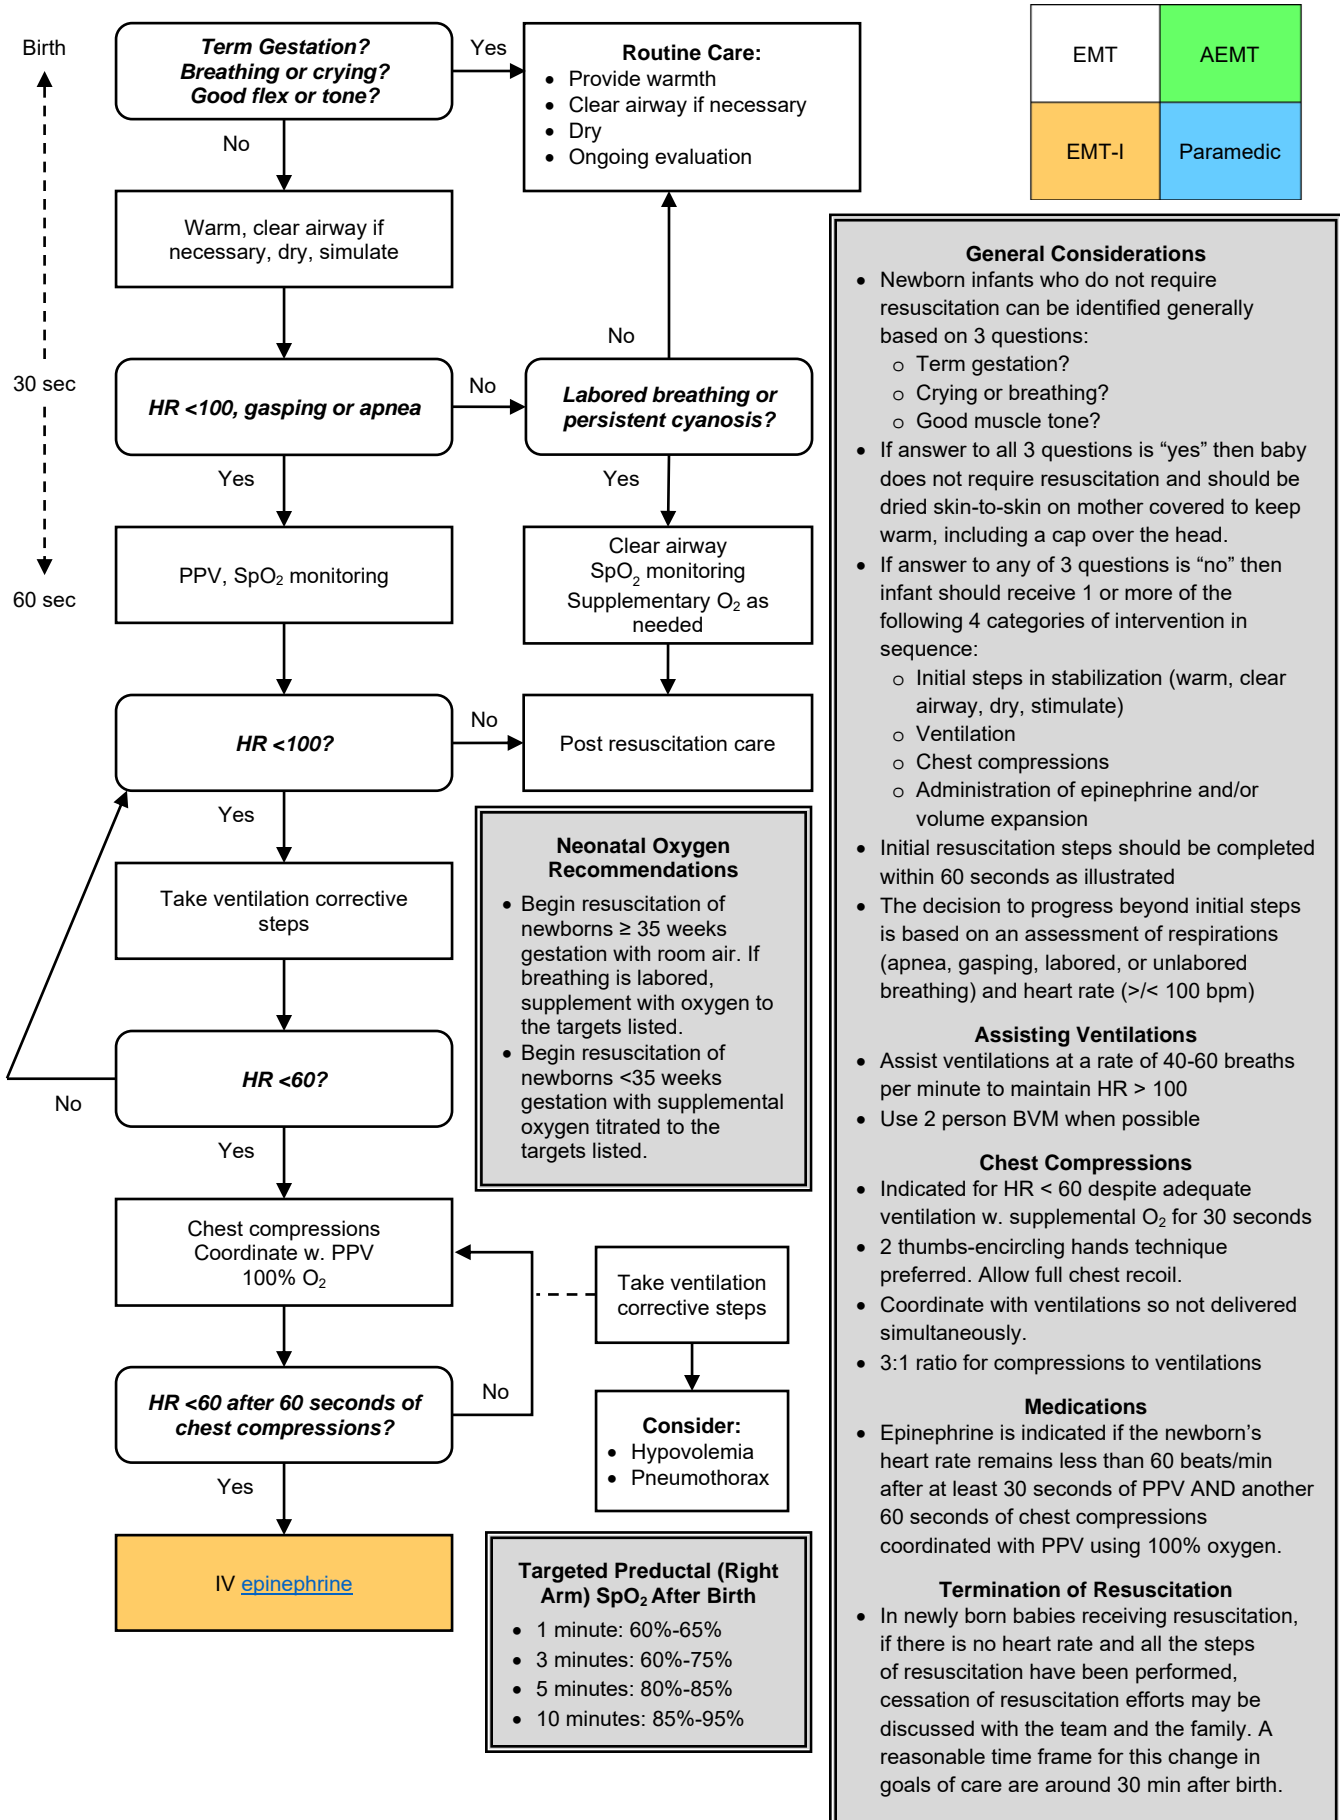 Birth
30 sec
60 sec
Term Gestation?
Breathing or crying?
Good flex or tone?
Yes
No
Routine Care:
• Provide warmth
• Clear airway if necessary
• Dry
• Ongoing evaluation
EMT
AEMT
EMT-I
Paramedic
Warm, clear airway if
necessary, dry, simulate
HR <100, gasping or apnea
No
Yes
Labored breathing or
persistent cyanosis?
No
Yes
PPV, SpO₂ monitoring
Clear airway
SpO₂ monitoring
Supplementary O₂ as
needed
HR <100?
No
Yes
Post resuscitation care
Take ventilation corrective
steps
HR <60?
No
Yes
Chest compressions
Coordinate w. PPV
100% O₂
Take ventilation
corrective steps
HR <60 after 60 seconds of
chest compressions?
No
Yes
Consider:
• Hypovolemia
• Pneumothorax
IV epinephrine
Neonatal Oxygen
Recommendations
• Begin resuscitation of
newborns ≥ 35 weeks
gestation with room air. If
breathing is labored,
supplement with oxygen to
the targets listed.
• Begin resuscitation of
newborns <35 weeks
gestation with supplemental
oxygen titrated to the
targets listed.
Targeted Preductal (Right
Arm) SpO₂ After Birth
• 1 minute: 60%-65%
• 3 minutes: 60%-75%
• 5 minutes: 80%-85%
• 10 minutes: 85%-95%
General Considerations
• Newborn infants who do not require
resuscitation can be identified generally
based on 3 questions:
o Term gestation?
o Crying or breathing?
o Good muscle tone?
• If answer to all 3 questions is “yes” then baby
does not require resuscitation and should be
dried skin-to-skin on mother covered to keep
warm, including a cap over the head.
• If answer to any of 3 questions is “no” then
infant should receive 1 or more of the
following 4 categories of intervention in
sequence:
o Initial steps in stabilization (warm, clear
airway, dry, stimulate)
o Ventilation
o Chest compressions
o Administration of epinephrine and/or
volume expansion
• Initial resuscitation steps should be completed
within 60 seconds as illustrated
• The decision to progress beyond initial steps
is based on an assessment of respirations
(apnea, gasping, labored, or unlabored
breathing) and heart rate (>/< 100 bpm)
Assisting Ventilations
• Assist ventilations at a rate of 40-60 breaths
per minute to maintain HR > 100
• Use 2 person BVM when possible
Chest Compressions
• Indicated for HR < 60 despite adequate
ventilation w. supplemental O₂ for 30 seconds
• 2 thumbs-encircling hands technique
preferred. Allow full chest recoil.
• Coordinate with ventilations so not delivered
simultaneously.
• 3:1 ratio for compressions to ventilations
Medications
• Epinephrine is indicated if the newborn’s
heart rate remains less than 60 beats/min
after at least 30 seconds of PPV AND another
60 seconds of chest compressions
coordinated with PPV using 100% oxygen.
Termination of Resuscitation
• In newly born babies receiving resuscitation,
if there is no heart rate and all the steps
of resuscitation have been performed,
cessation of resuscitation efforts may be
discussed with the team and the family. A
reasonable time frame for this change in
goals of care are around 30 min after birth.